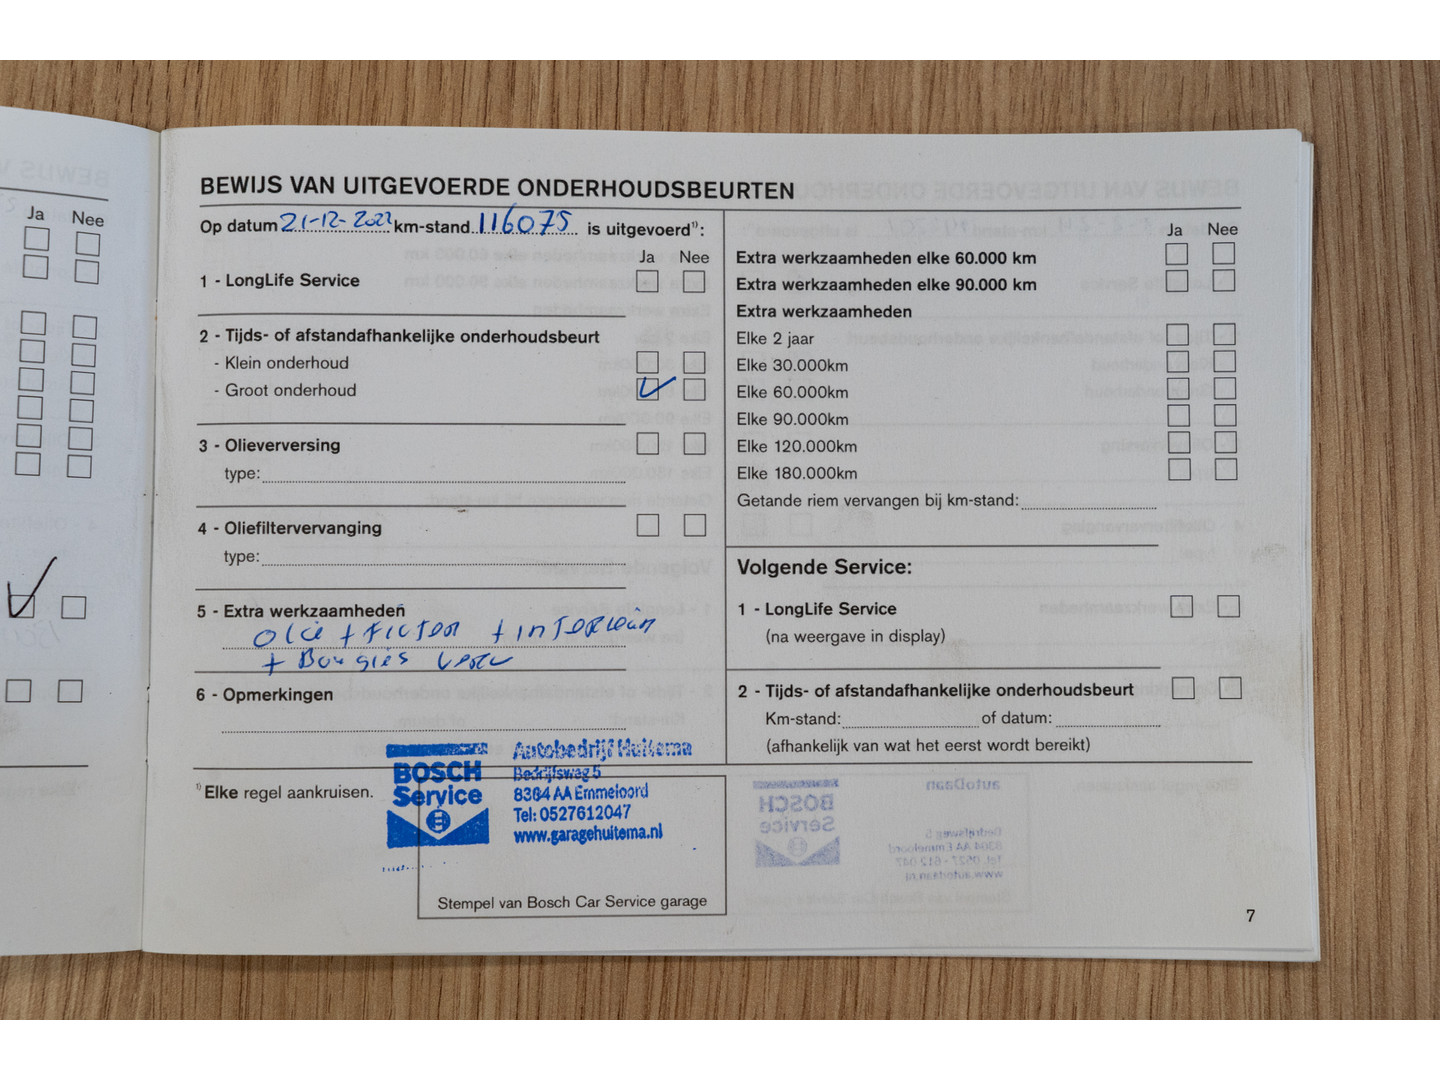 Ja Nee
BEWIJS VAN UITGEVOERDE ONDERHOUDSBEURTEN
Op datum 21-12-2022 km-stand 116075 is uitgevoerd¹⁾:
Ja Nee
1 - LongLife Service
2 - Tijds- of afstandafhankelijke onderhoudsbeurt
- Klein onderhoud
- Groot onderhoud
3 - Olieverversing
type:
4 - Oliefiltervervanging
type:
5 - Extra werkzaamheden
olie + Filter + interieur
+ Bougies
6 - Opmerkingen
¹⁾ Elke regel aankruisen.
BOSCH
Service
Autobedrijf Huitema
Bedrijfsweg 5
8304 AA Emmeloord
Tel: 0527612047
www.garagehuitema.nl
Stempel van Bosch Car Service garage
Ja Nee
Extra werkzaamheden elke 60.000 km
Extra werkzaamheden elke 90.000 km
Extra werkzaamheden
Elke 2 jaar
Elke 30.000km
Elke 60.000km
Elke 90.000km
Elke 120.000km
Elke 180.000km
Getande riem vervangen bij km-stand:
Volgende Service:
1 - LongLife Service
(na weergave in display)
2 - Tijds- of afstandafhankelijke onderhoudsbeurt
Km-stand: of datum:
(afhankelijk van wat het eerst wordt bereikt)
7